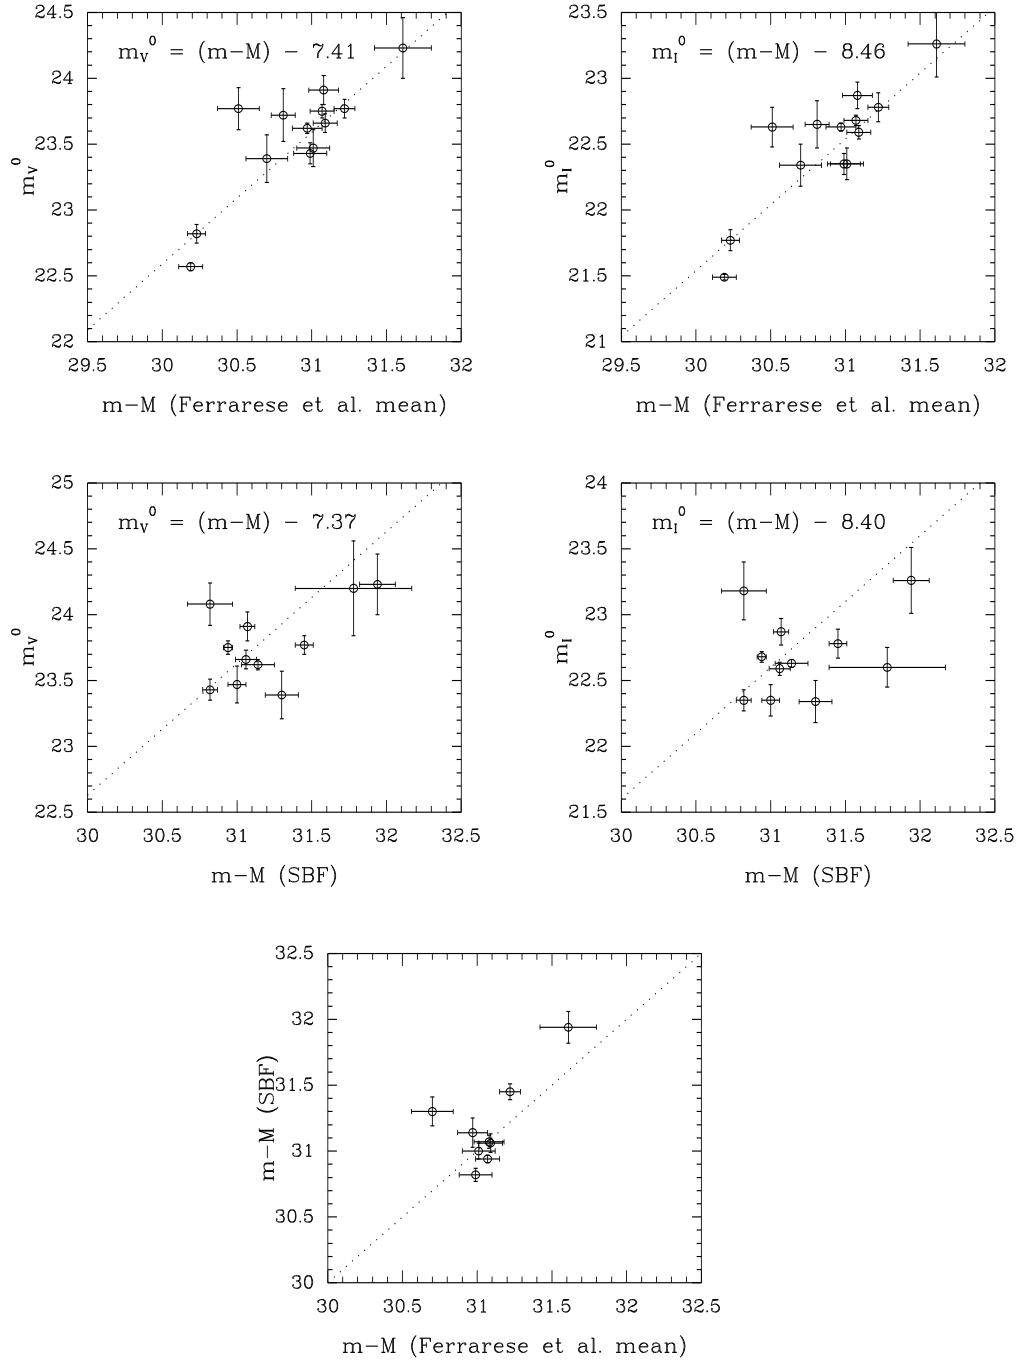 24.5
m_V^0 = (m−M) − 7.41
24
23.5
23
22.5
22
m_V^0
29.5 30 30.5 31 31.5 32
m−M (Ferrarese et al. mean)
23.5
m_I^0 = (m−M) − 8.46
23
22.5
22
21.5
21
m_I^0
29.5 30 30.5 31 31.5 32
m−M (Ferrarese et al. mean)
25
m_V^0 = (m−M) − 7.37
24.5
24
23.5
23
22.5
m_V^0
30 30.5 31 31.5 32 32.5
m−M (SBF)
24
m_I^0 = (m−M) − 8.40
23.5
23
22.5
22
21.5
m_I^0
30 30.5 31 31.5 32 32.5
m−M (SBF)
32.5
32
31.5
31
30.5
30
m−M (SBF)
30 30.5 31 31.5 32 32.5
m−M (Ferrarese et al. mean)